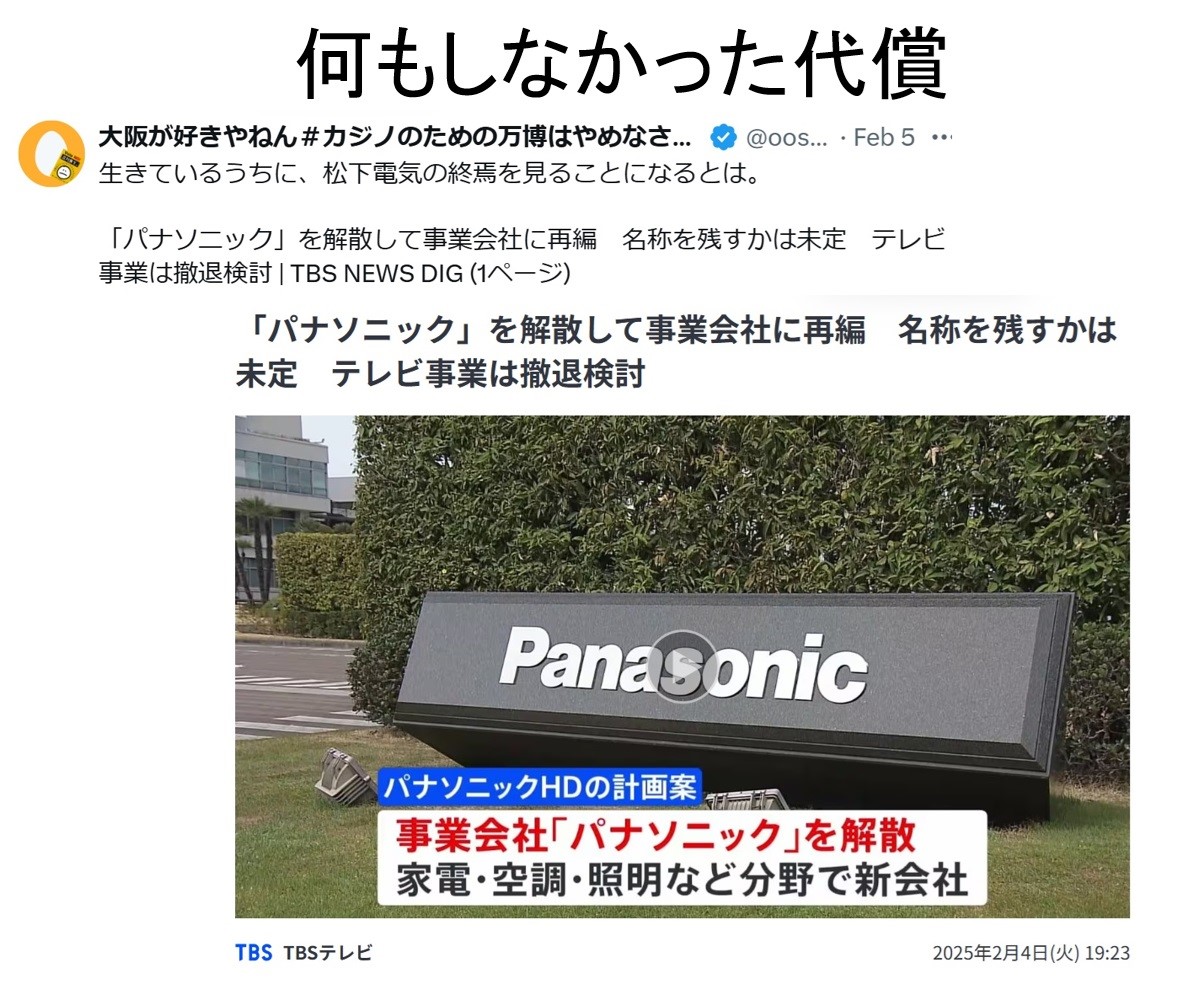 何もしなかった代償
大阪が好きやねん＃カジノのための万博はやめなさ... @oos... · Feb 5 ···
生きているうちに、松下電気の終焉を見ることになるとは。
「パナソニック」を解散して事業会社に再編　名称を残すかは未定　テレビ
事業は撤退検討 | TBS NEWS DIG (1ページ)
「パナソニック」を解散して事業会社に再編　名称を残すかは
未定　テレビ事業は撤退検討
Panasonic
パナソニックHDの計画案
事業会社「パナソニック」を解散
家電・空調・照明など分野で新会社
TBS TBSテレビ 2025年2月4日(火) 19:23